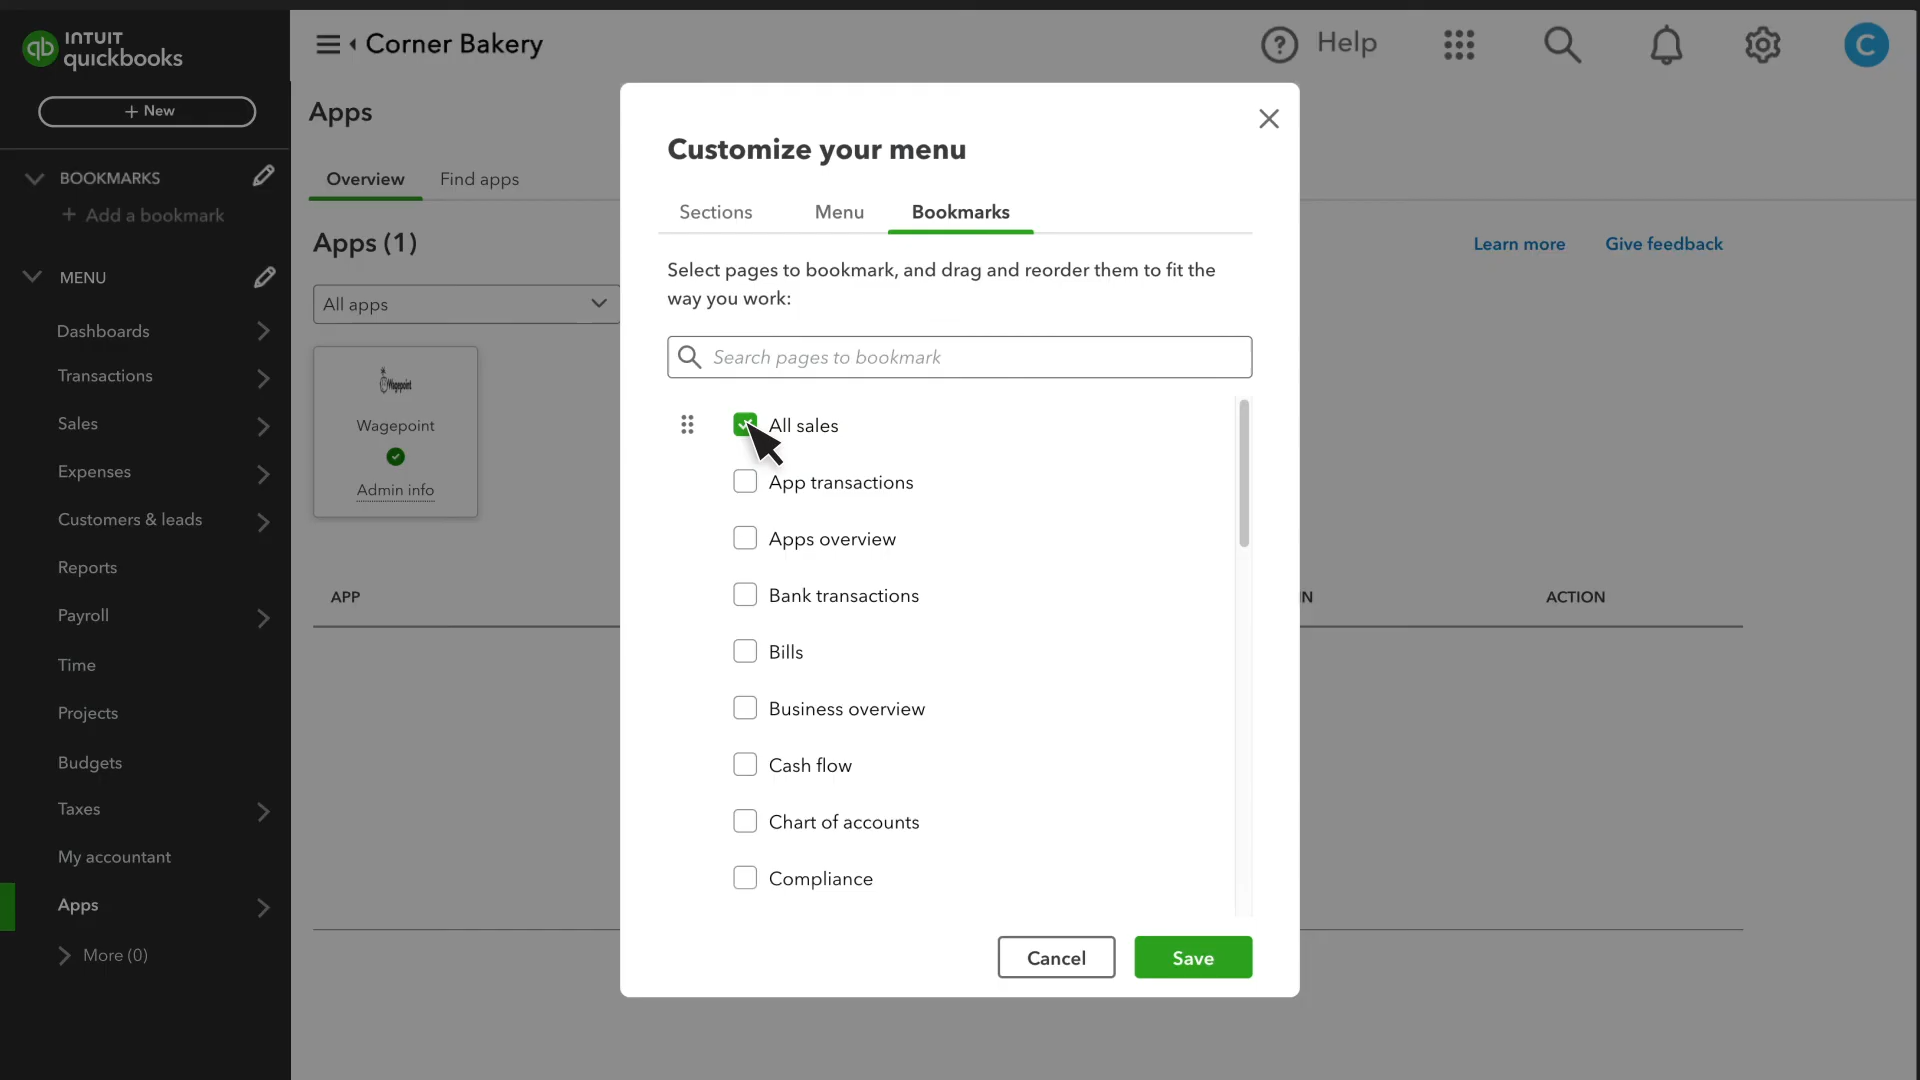 INTUIT
quickbooks
+ New
BOOKMARKS
+ Add a bookmark
MENU
Dashboards
Transactions
Sales
Expenses
Customers & leads
Reports
Payroll
Time
Projects
Budgets
Taxes
My accountant
Apps
More (0)
Corner Bakery
Help
C
Apps
Overview
Find apps
Apps (1)
Learn more
Give feedback
All apps
Wagepoint
Wagepoint
Admin info
APP
IN
ACTION
Customize your menu
Sections
Menu
Bookmarks
Select pages to bookmark, and drag and reorder them to fit the
way you work:
Search pages to bookmark
All sales
App transactions
Apps overview
Bank transactions
Bills
Business overview
Cash flow
Chart of accounts
Compliance
Cancel
Save